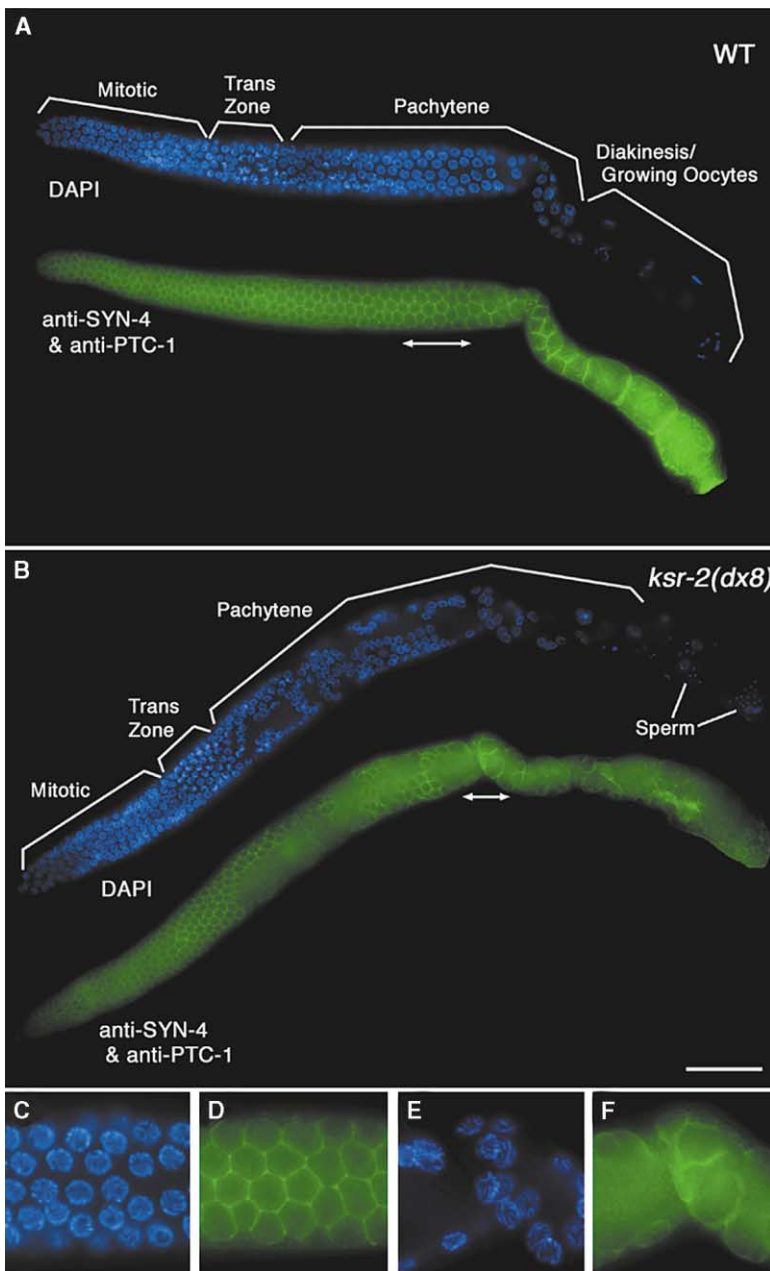 A
WT
Mitotic
Trans
Zone
Pachytene
Diakinesis/
Growing Oocytes
DAPI
anti-SYN-4
& anti-PTC-1
B
ksr-2(dx8)
Pachytene
Trans
Zone
Mitotic
Sperm
DAPI
anti-SYN-4
& anti-PTC-1
C
D
E
F